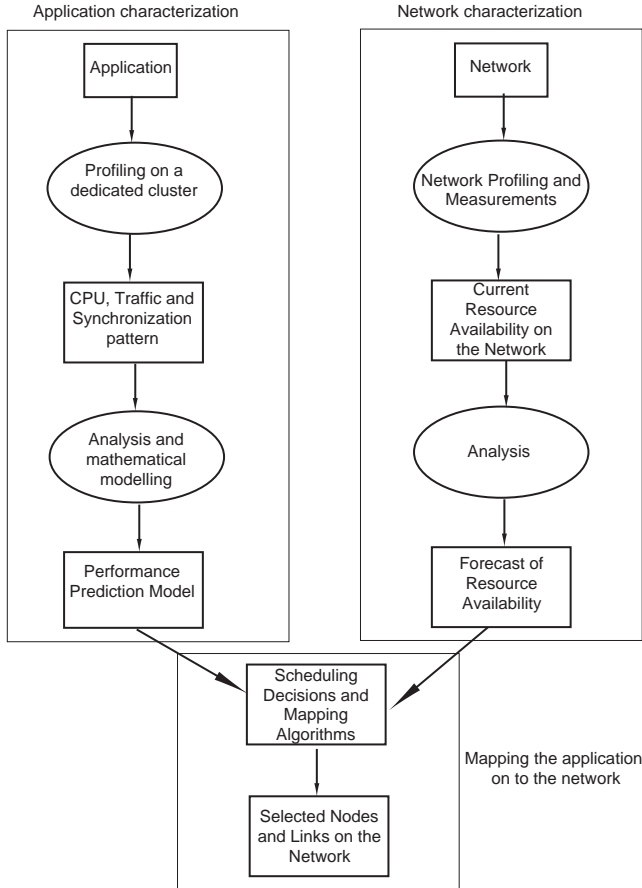 Application characterization
Application
Profiling on a
dedicated cluster
CPU, Traffic and
Synchronization
pattern
Analysis and
mathematical
modelling
Performance
Prediction Model
Network characterization
Network
Network Profiling and
Measurements
Current
Resource
Availability on
the Network
Analysis
Forecast of
Resource
Availability
Scheduling
Decisions and
Mapping
Algorithms
Selected Nodes
and Links on the
Network
Mapping the application
on to the network